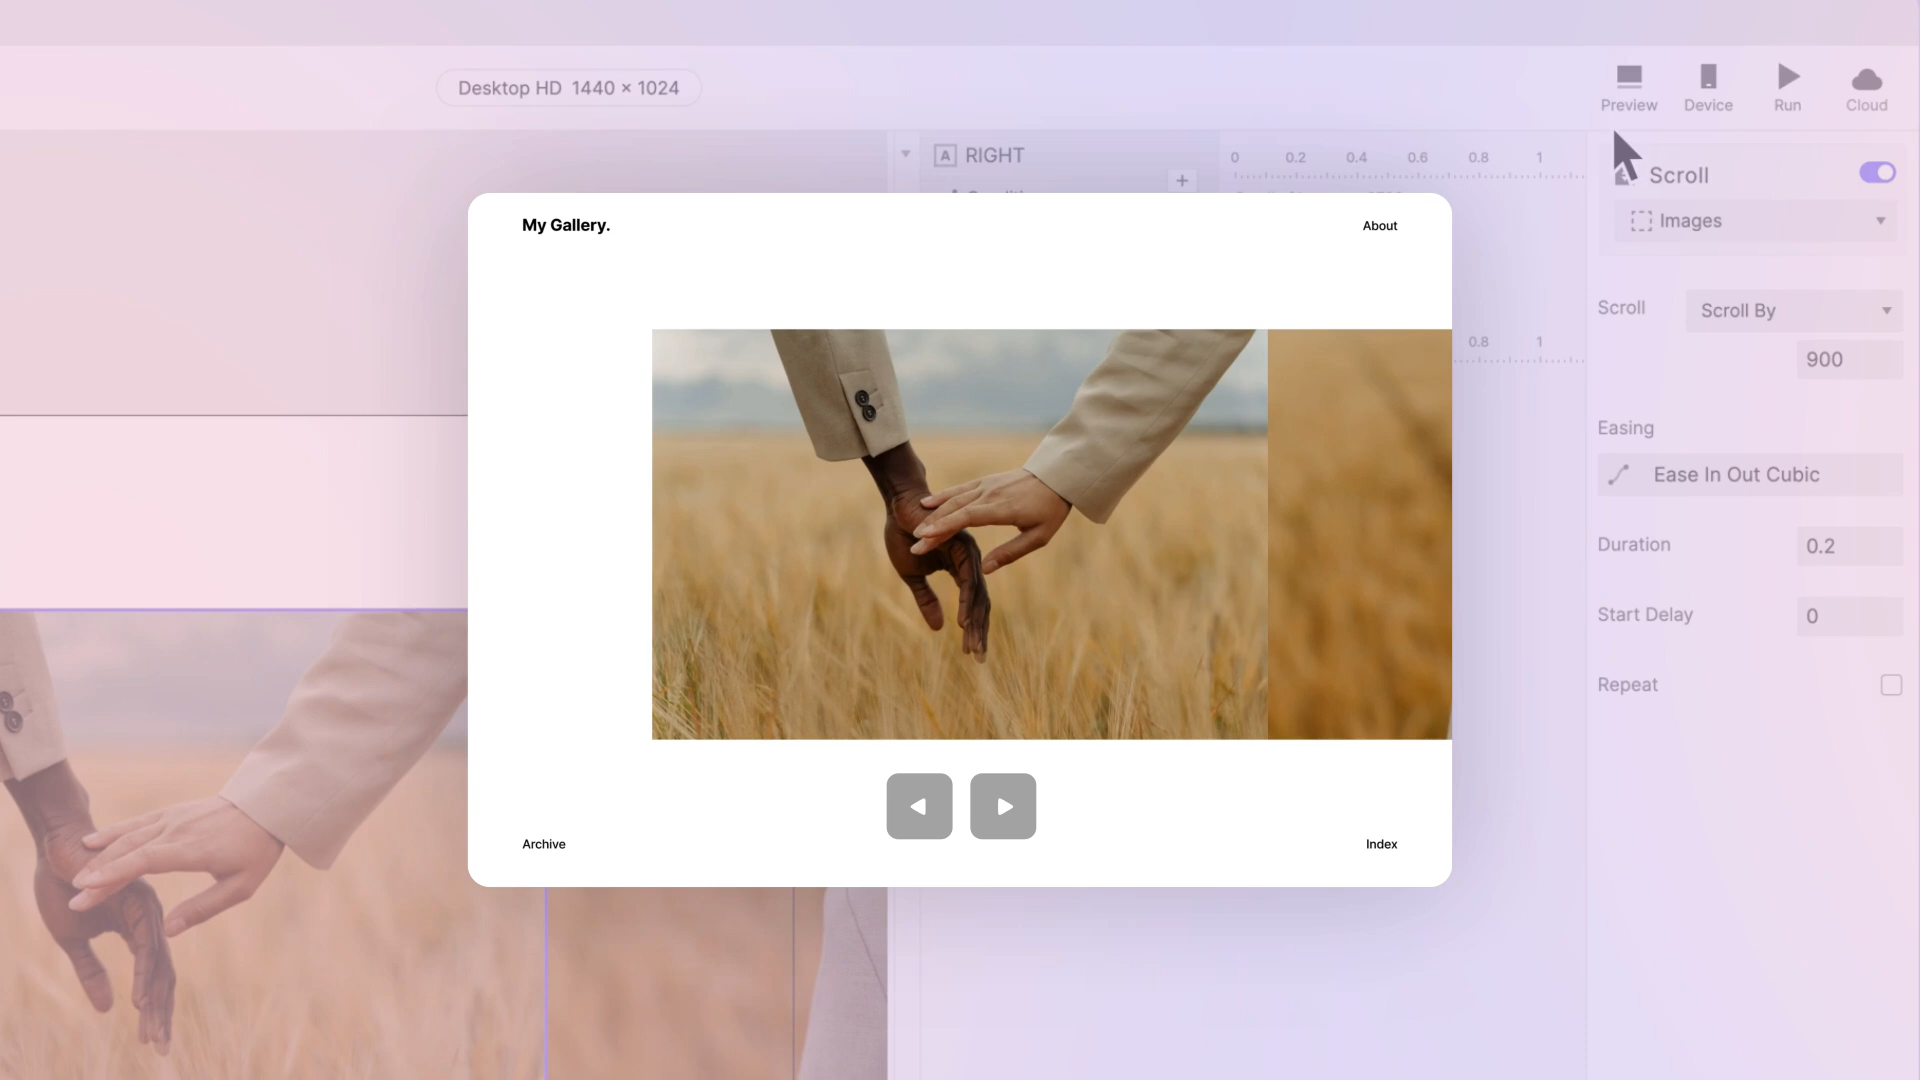 Desktop HD 1440 × 1024
Preview
Device
Run
Cloud
A RIGHT
0 0.2 0.4 0.6 0.8 1
Scroll
Images
My Gallery.
About
Scroll
Scroll By
0.8 1
900
Easing
Ease In Out Cubic
Duration
0.2
Start Delay
0
Repeat
Archive
Index